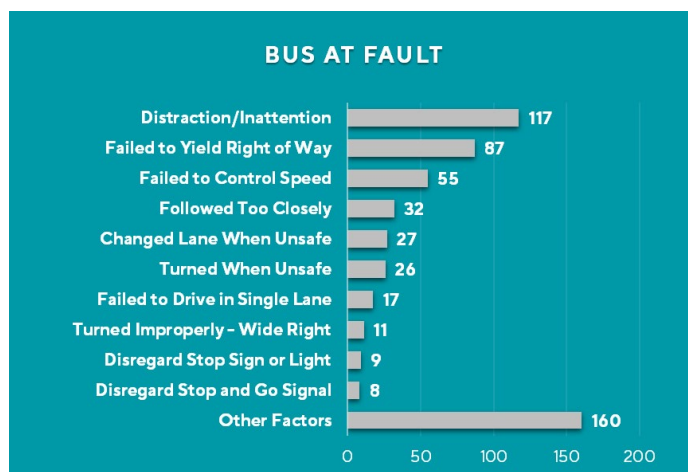 BUS AT FAULT
Distraction/Inattention 117
Failed to Yield Right of Way 87
Failed to Control Speed 55
Followed Too Closely 32
Changed Lane When Unsafe 27
Turned When Unsafe 26
Failed to Drive in Single Lane 17
Turned Improperly - Wide Right 11
Disregard Stop Sign or Light 9
Disregard Stop and Go Signal 8
Other Factors 160
0 50 100 150 200